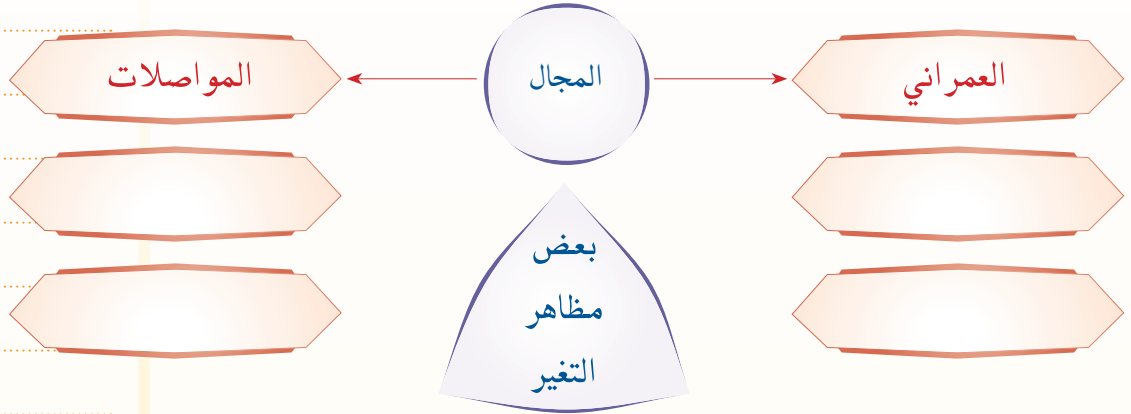 العمراني
المجال
المواصلات
بعض
مظاهر
التغير